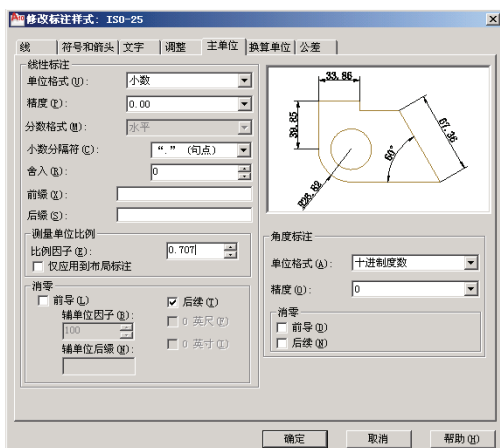 修改标注样式: ISO-25
线 符号和箭头 文字 调整 主单位 换算单位 公差
线性标注
单位格式(U): 小数
精度(P): 0.00
分数格式(M): 水平
小数分隔符(C): “.” (句点)
舍入(R): 0
前缀(X):
后缀(S):
测量单位比例
比例因子(E): 0.707
仅应用到布局标注
消零
前导(L) 后续(T)
辅单位因子(B): 0 英尺(F)
100
辅单位后缀(N): 0 英寸(I)
33.86
39.85
67.36
60°
R28.82
角度标注
单位格式(A): 十进制度数
精度(O): 0
消零
前导(D)
后续(N)
确定 取消 帮助(H)